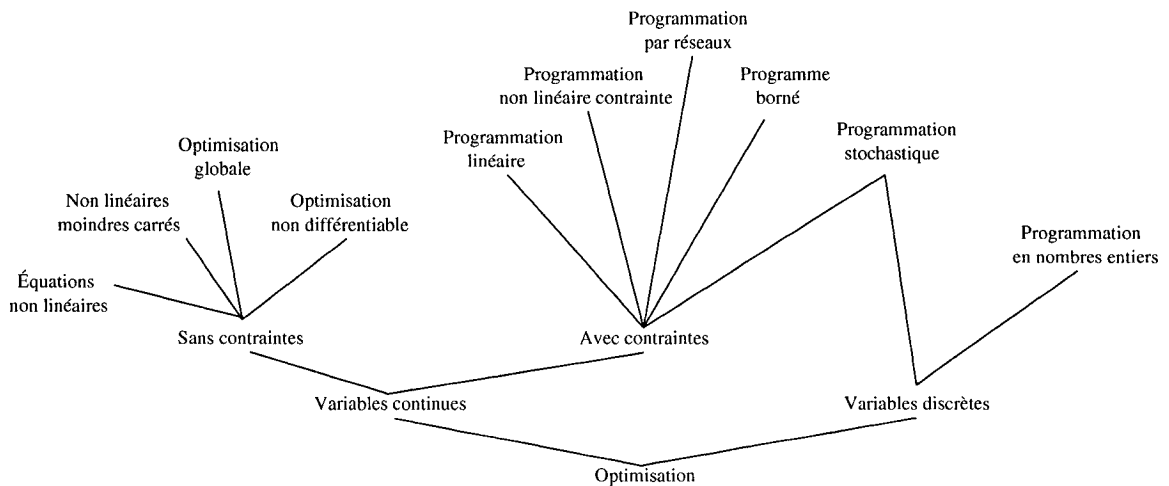 Programmation
par réseaux
Programmation
non linéaire contrainte
Programme
borné
Programmation
linéaire
Programmation
stochastique
Optimisation
globale
Non linéaires
moindres carrés
Optimisation
non différentiable
Programmation
en nombres entiers
Équations
non linéaires
Sans contraintes
Avec contraintes
Variables continues
Variables discrètes
Optimisation